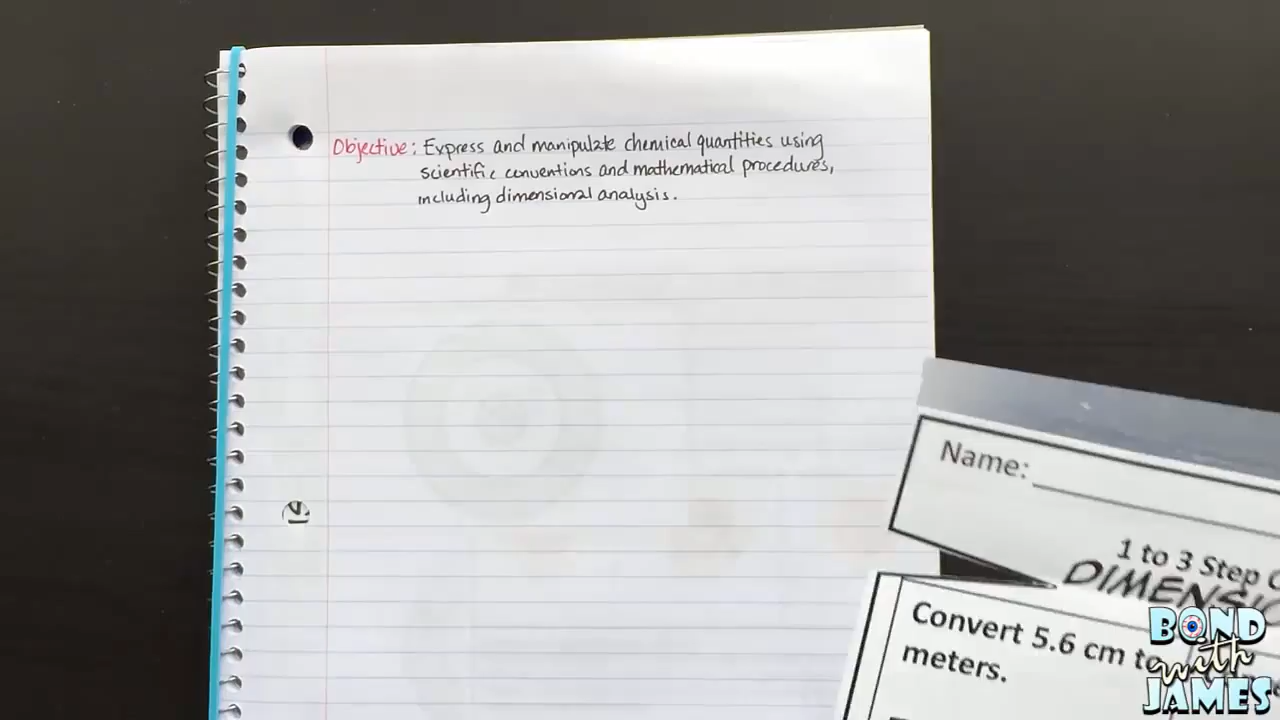 Objective: Express and manipulate chemical quantities using
scientific conventions and mathematical procedures,
including dimensional analysis.
Name:
1 to 3 Step
Convert 5.6 cm to
meters.
BOND
with
JAMES